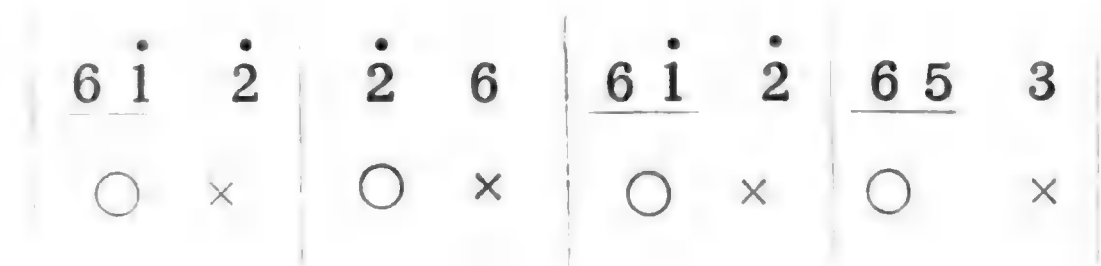 6 1̇ 2̇ | 2̇ 6 | 6 1̇ 2̇ | 6 5 3 |
○ × | ○ × | ○ × | ○ × |